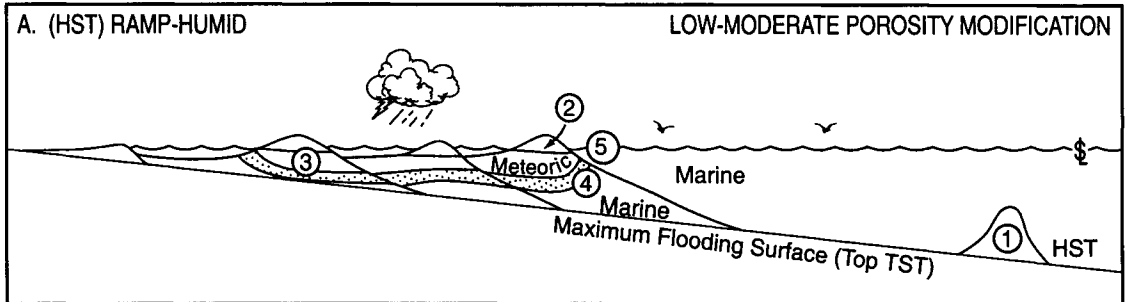 A. (HST) RAMP-HUMID
LOW-MODERATE POROSITY MODIFICATION
2
5
3
Meteoric
4
Marine
Marine
SL
1
HST
Maximum Flooding Surface (Top TST)